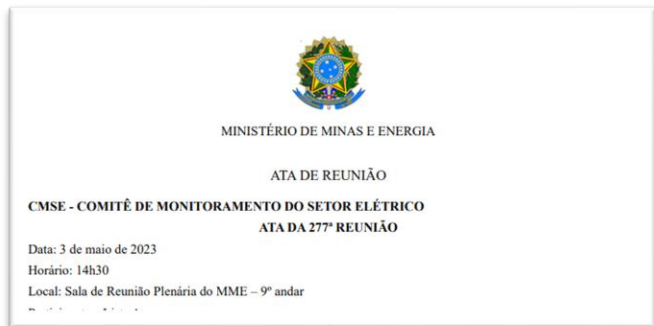 MINISTÉRIO DE MINAS E ENERGIA
ATA DE REUNIÃO
CMSE - COMITÊ DE MONITORAMENTO DO SETOR ELÉTRICO
ATA DA 277ª REUNIÃO
Data: 3 de maio de 2023
Horário: 14h30
Local: Sala de Reunião Plenária do MME – 9º andar